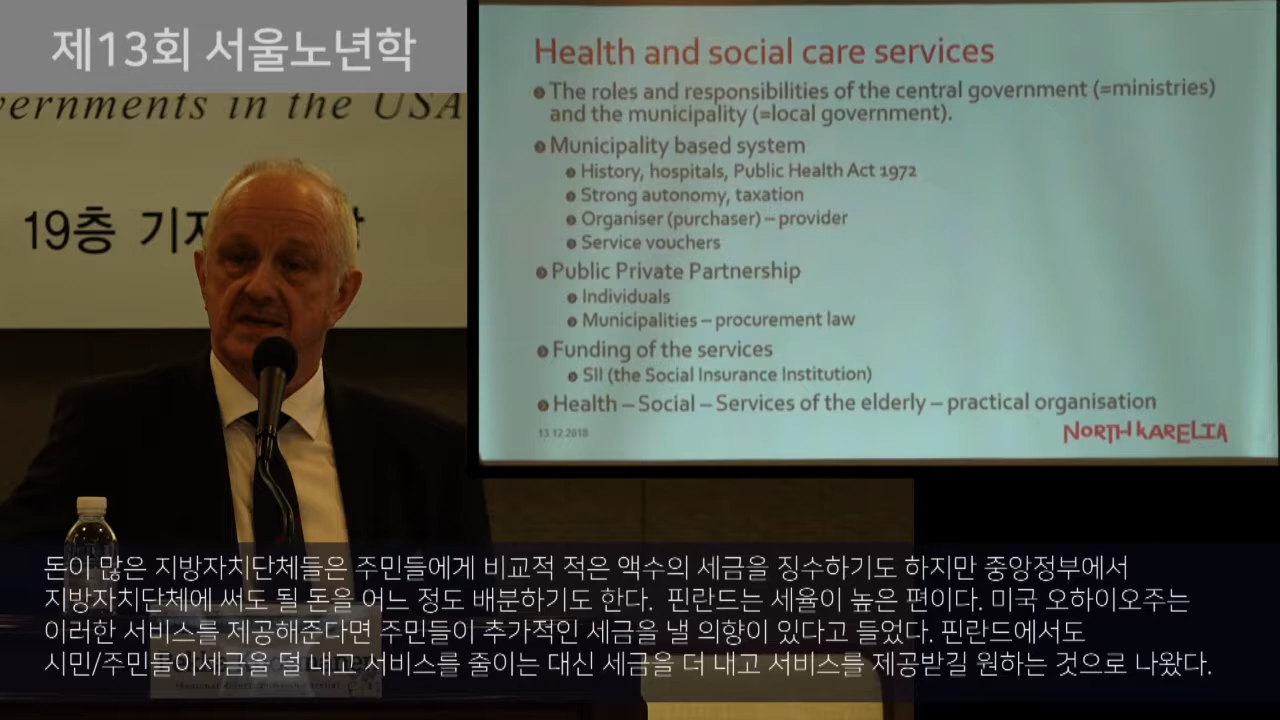 제13회 서울노년학
ernments in the USA
19층
Health and social care services
The roles and responsibilities of the central government (=ministries)
and the municipality (=local government).
Municipality based system
History, hospitals, Public Health Act 1972
Strong autonomy, taxation
Organiser (purchaser) – provider
Service vouchers
Public Private Partnership
Individuals
Municipalities – procurement law
Funding of the services
SII (the Social Insurance Institution)
Health – Social – Services of the elderly – practical organisation
13.12.2018
NORTH KARELIA
돈이 많은 지방자치단체들은 주민들에게 비교적 적은 액수의 세금을 징수하기도 하지만 중앙정부에서
지방자치단체에 써도 될 돈을 어느 정도 배분하기도 한다. 핀란드는 세율이 높은 편이다. 미국 오하이오주는
이러한 서비스를 제공해준다면 주민들이 추가적인 세금을 낼 의향이 있다고 들었다. 핀란드에서도
시민/주민들이세금을 덜 내고 서비스를 줄이는 대신 세금을 더 내고 서비스를 제공받길 원하는 것으로 나왔다.